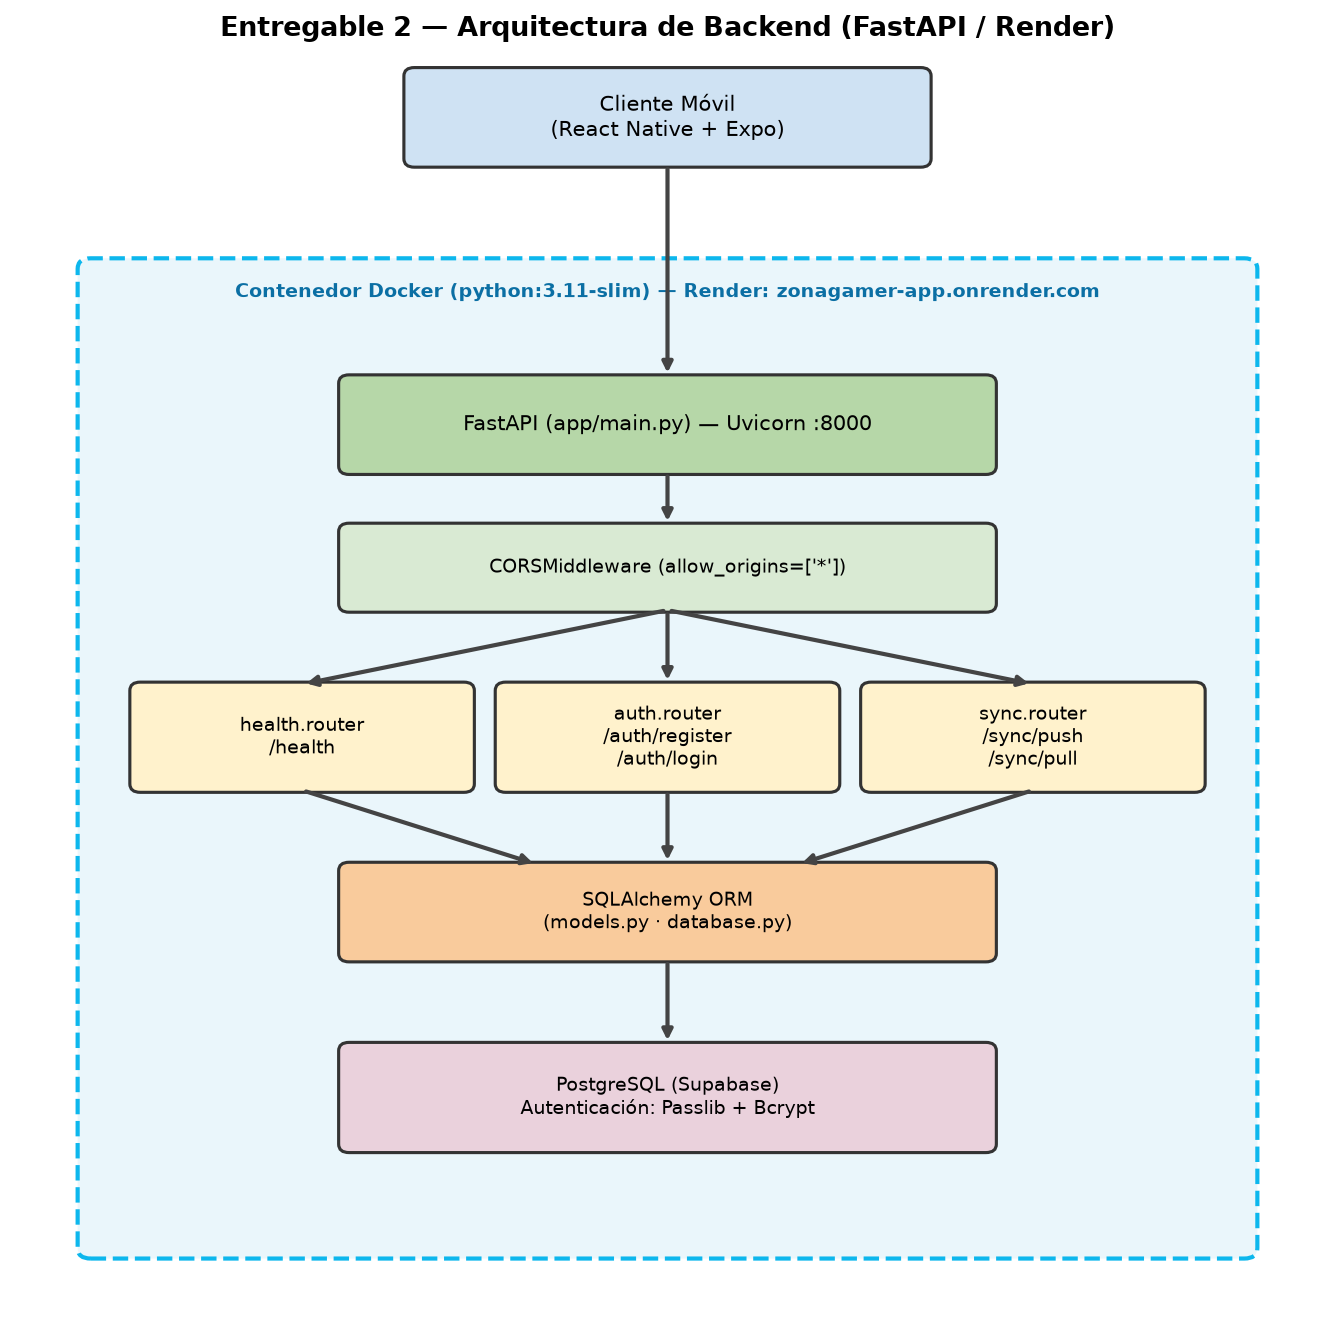 Entregable 2 — Arquitectura de Backend (FastAPI / Render)
Cliente Móvil
(React Native + Expo)
Contenedor Docker (python:3.11-slim) — Render: zonagamer-app.onrender.com
FastAPI (app/main.py) — Uvicorn :8000
CORSMiddleware (allow_origins=['*'])
health.router
/health
auth.router
/auth/register
/auth/login
sync.router
/sync/push
/sync/pull
SQLAlchemy ORM
(models.py · database.py)
PostgreSQL (Supabase)
Autenticación: Passlib + Bcrypt